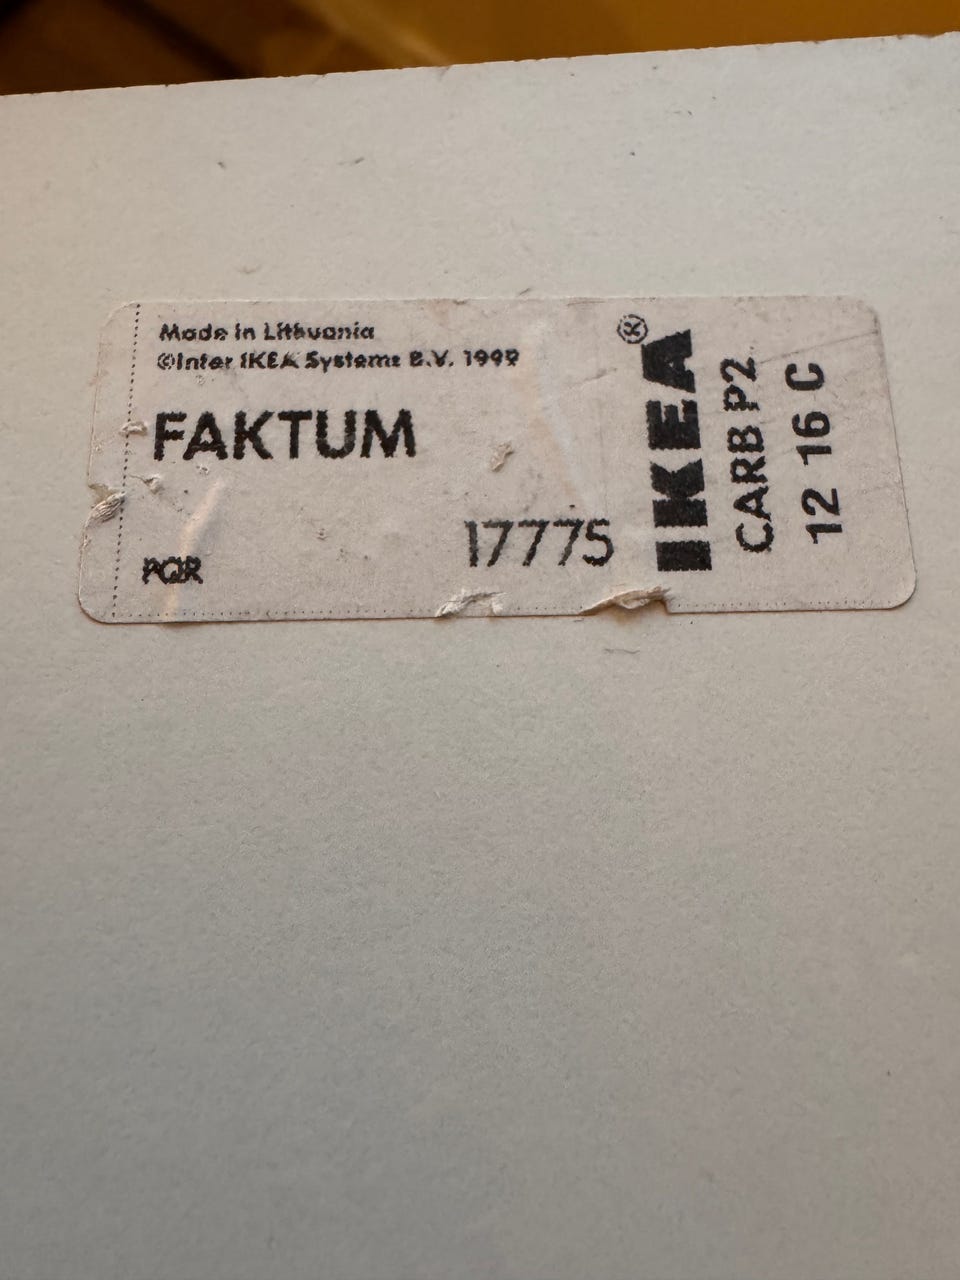 Made in Lithuania
©Inter IKEA Systems B.V. 1999
FAKTUM
PQR
17775
IKEA®
CARB P2
12 16 C